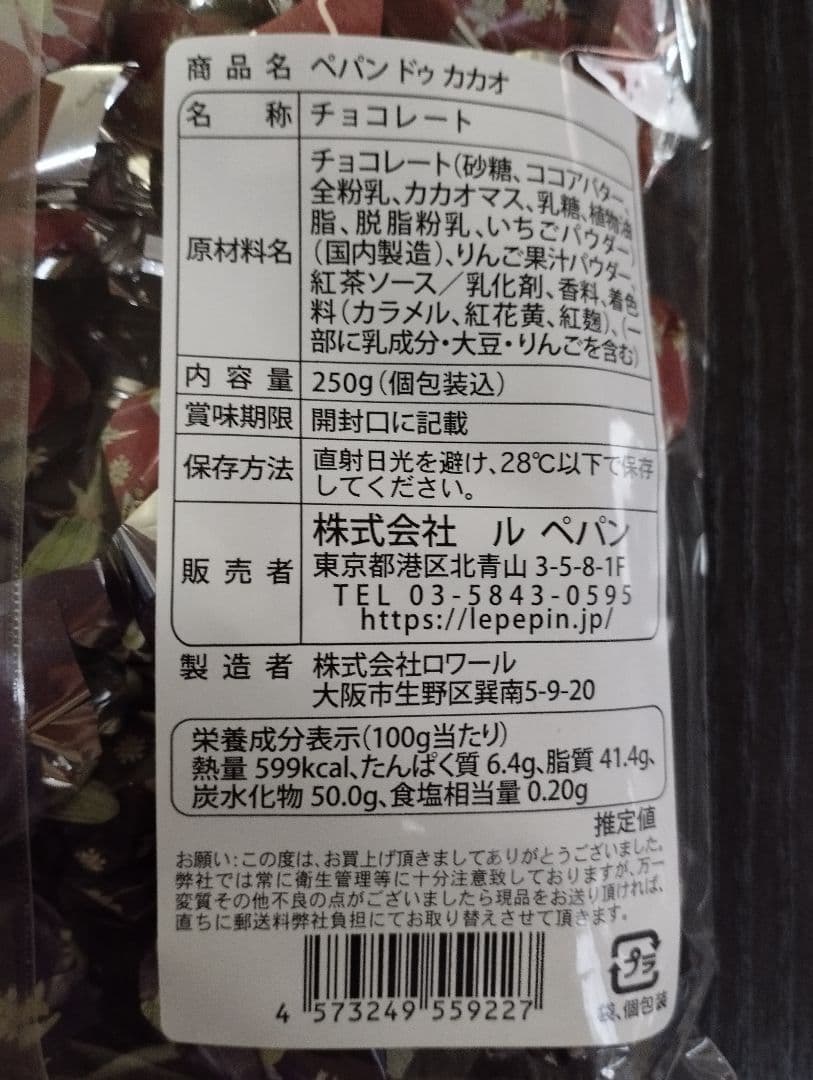 商品名 ペパン ドゥ カカオ
名称 チョコレート
原材料名
チョコレート(砂糖、ココアバター、
全粉乳、カカオマス、乳糖、植物油
脂、脱脂粉乳、いちごパウダー)
(国内製造)、りんご果汁パウダー、
紅茶ソース／乳化剤、香料、着色
料(カラメル、紅花黄、紅麹)、(一
部に乳成分・大豆・りんごを含む)
内容量 250g(個包装込)
賞味期限 開封口に記載
保存方法 直射日光を避け、28℃以下で保存
してください。
販売者
株式会社 ル ペパン
東京都港区北青山 3-5-8-1F
TEL 03-5843-0595
https://lepepin.jp/
製造者 株式会社ロワール
大阪市生野区巽南5-9-20
栄養成分表示(100g当たり)
熱量 599kcal、たんぱく質 6.4g、脂質 41.4g、
炭水化物 50.0g、食塩相当量 0.20g
推定値
お願い:この度は、お買上げ頂きましてありがとうございました。
弊社では常に衛生管理等に十分注意致しておりますが、万一
変質その他不良の点がございましたら現品をお送り頂ければ、
直ちに郵送料弊社負担にてお取り替えさせて頂きます。
プラ
袋、個包装
4 573249 559227